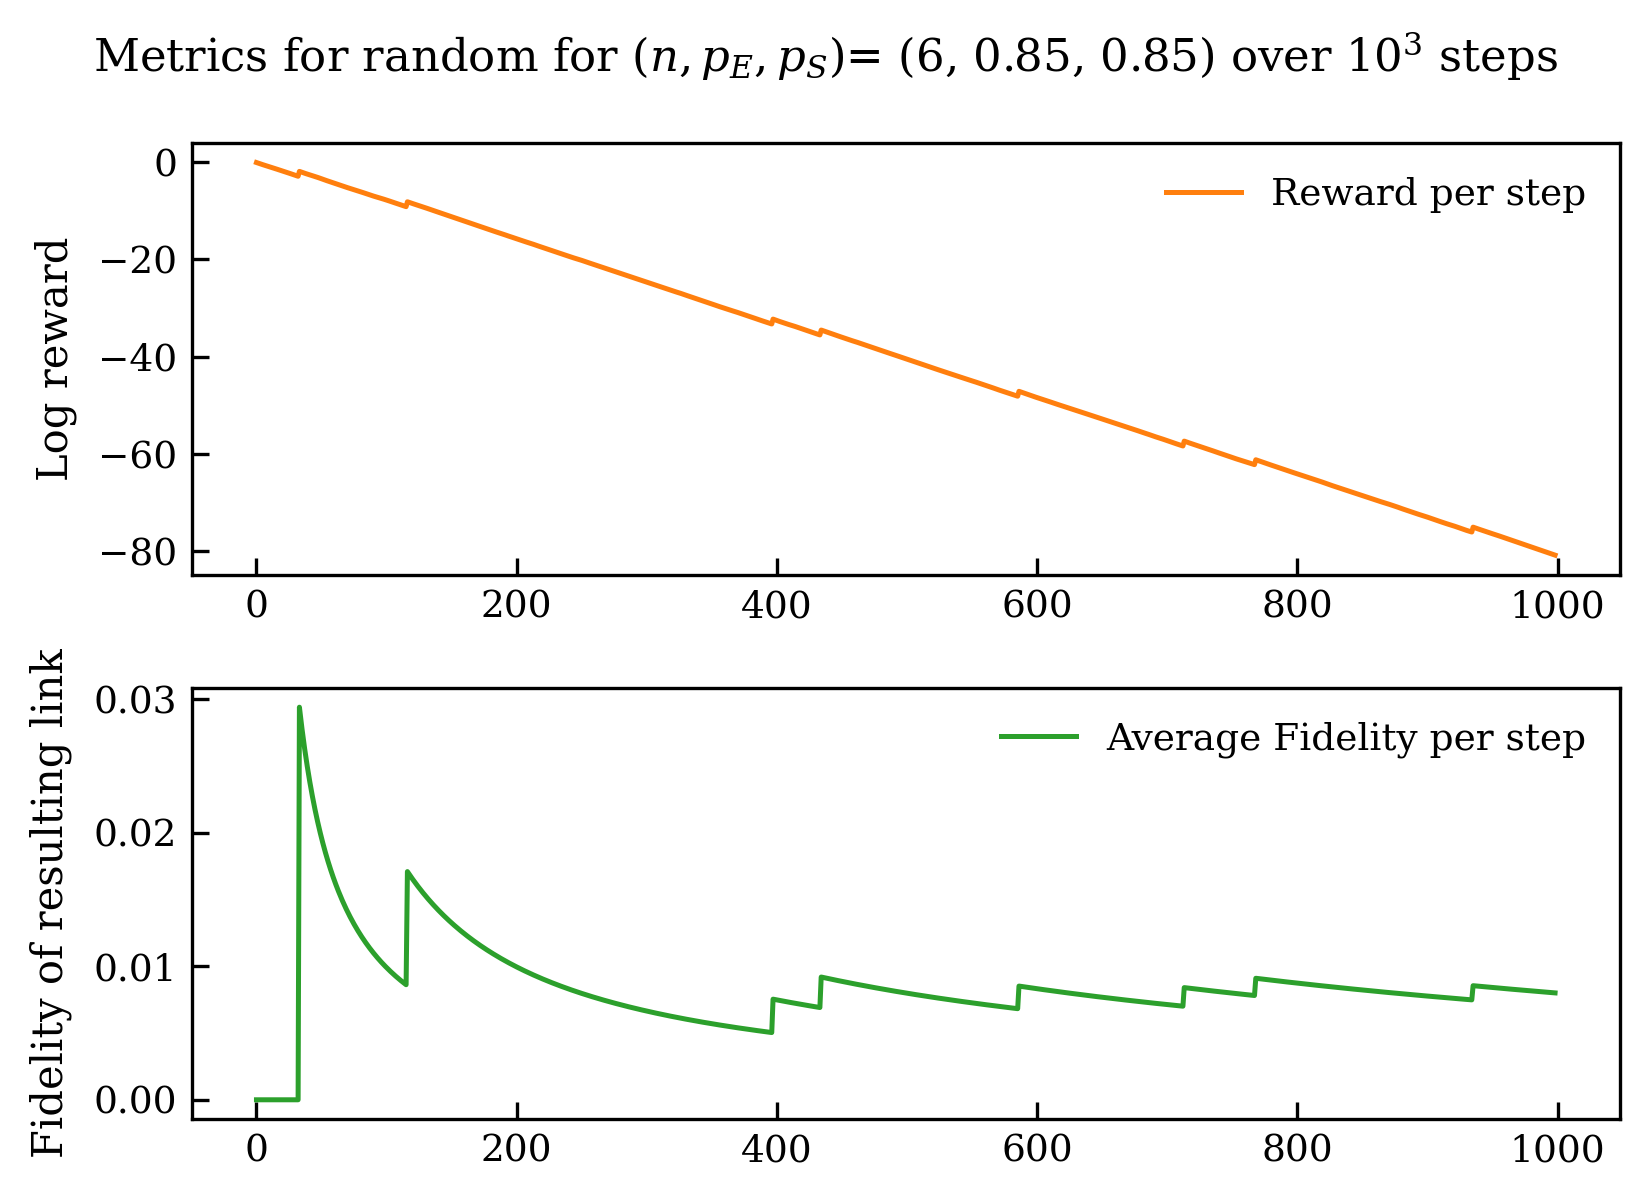 Metrics for random for (n, p_E, p_S)= (6, 0.85, 0.85) over 10³ steps
Log reward
0
−20
−40
−60
−80
Reward per step
0 200 400 600 800 1000
Fidelity of resulting link
0.03
0.02
0.01
0.00
Average Fidelity per step
0 200 400 600 800 1000